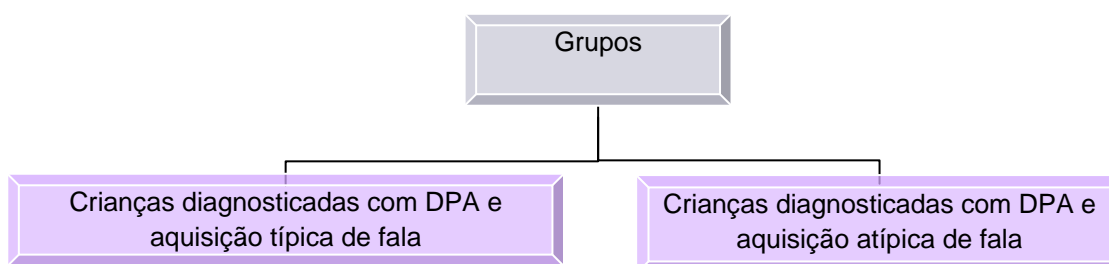 Grupos
Crianças diagnosticadas com DPA e
aquisição típica de fala
Crianças diagnosticadas com DPA e
aquisição atípica de fala